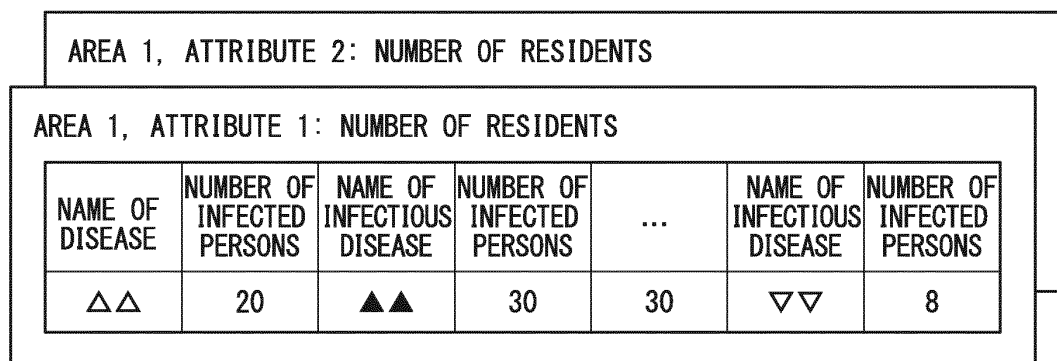 AREA 1, ATTRIBUTE 2: NUMBER OF RESIDENTS
AREA 1, ATTRIBUTE 1: NUMBER OF RESIDENTS
NAME OF DISEASE
NUMBER OF INFECTED PERSONS
NAME OF INFECTIOUS DISEASE
NUMBER OF INFECTED PERSONS
...
NAME OF INFECTIOUS DISEASE
NUMBER OF INFECTED PERSONS
△△ 20 ▲▲ 30 30 ▽▽ 8